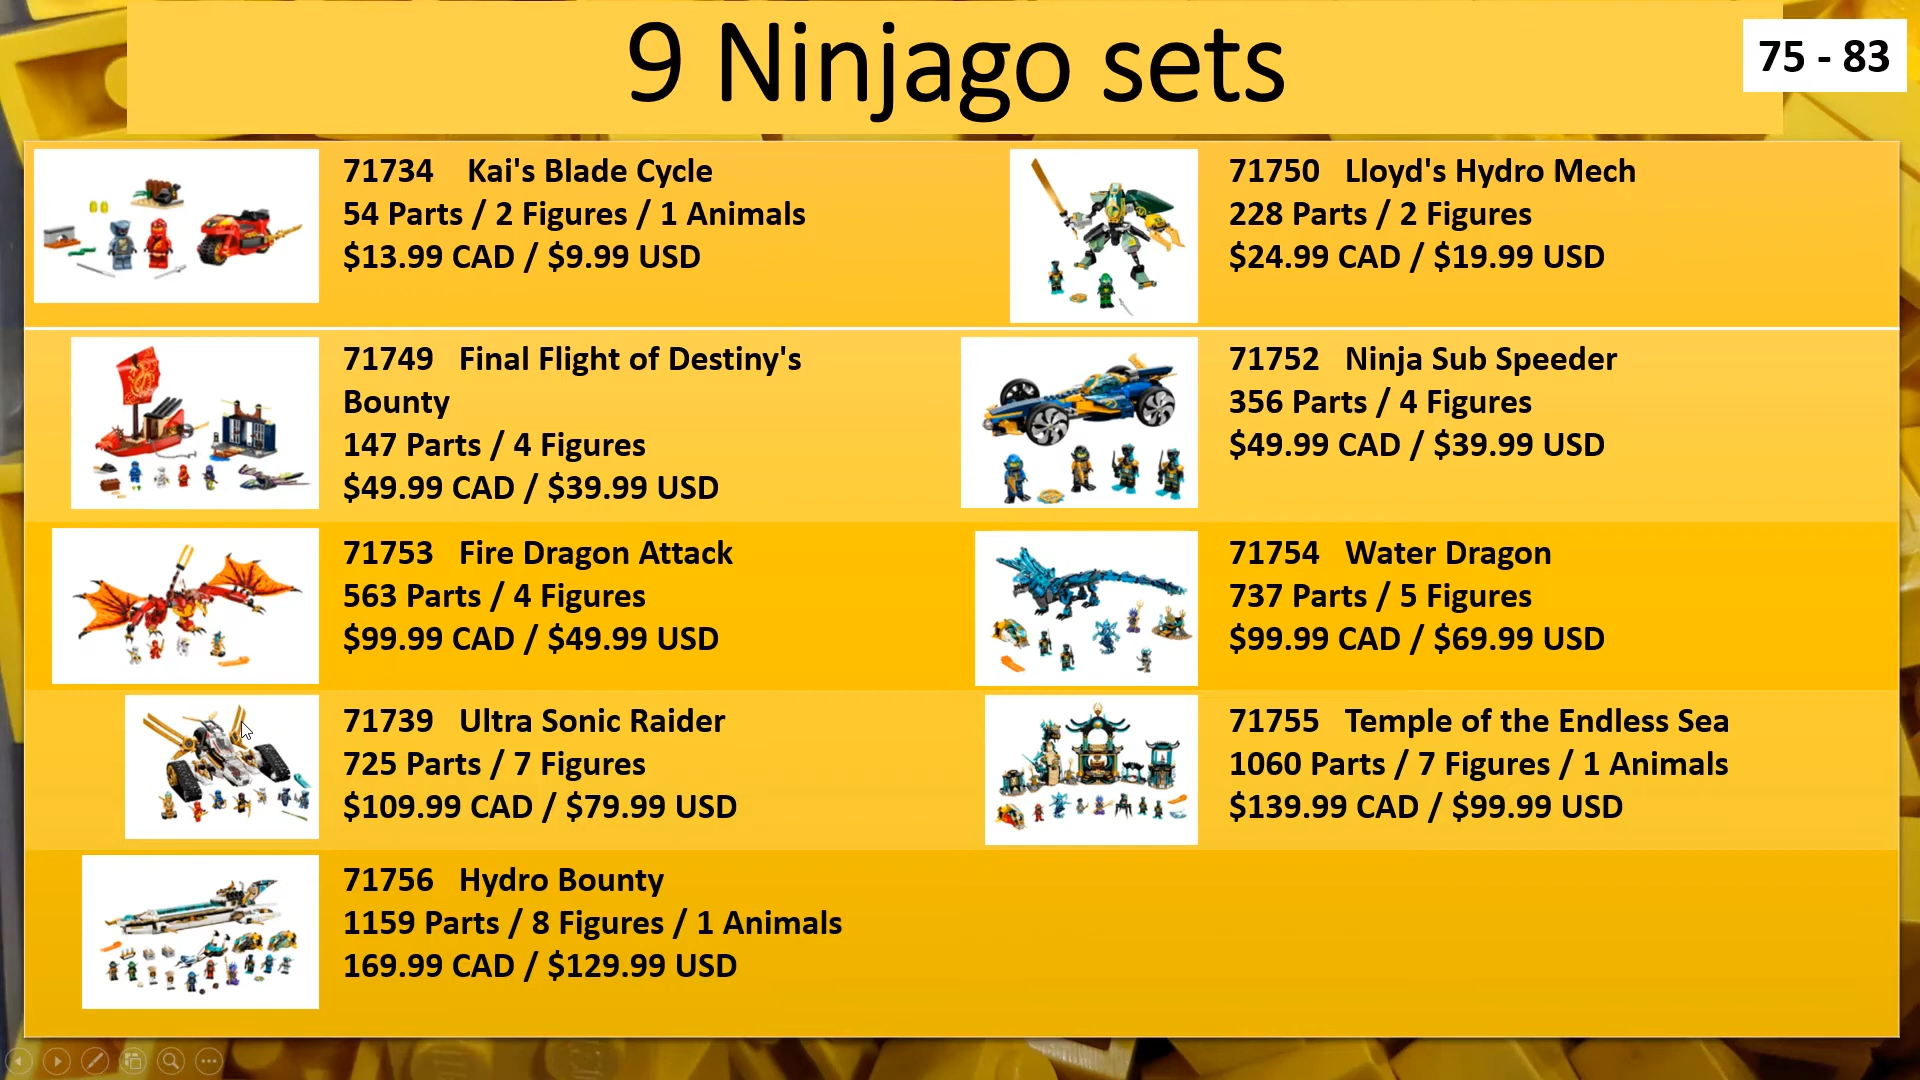 9 Ninjago sets
75 - 83
71734 Kai's Blade Cycle
54 Parts / 2 Figures / 1 Animals
$13.99 CAD / $9.99 USD
71750 Lloyd's Hydro Mech
228 Parts / 2 Figures
$24.99 CAD / $19.99 USD
71749 Final Flight of Destiny's
Bounty
147 Parts / 4 Figures
$49.99 CAD / $39.99 USD
71752 Ninja Sub Speeder
356 Parts / 4 Figures
$49.99 CAD / $39.99 USD
71753 Fire Dragon Attack
563 Parts / 4 Figures
$99.99 CAD / $49.99 USD
71754 Water Dragon
737 Parts / 5 Figures
$99.99 CAD / $69.99 USD
71739 Ultra Sonic Raider
725 Parts / 7 Figures
$109.99 CAD / $79.99 USD
71755 Temple of the Endless Sea
1060 Parts / 7 Figures / 1 Animals
$139.99 CAD / $99.99 USD
71756 Hydro Bounty
1159 Parts / 8 Figures / 1 Animals
169.99 CAD / $129.99 USD